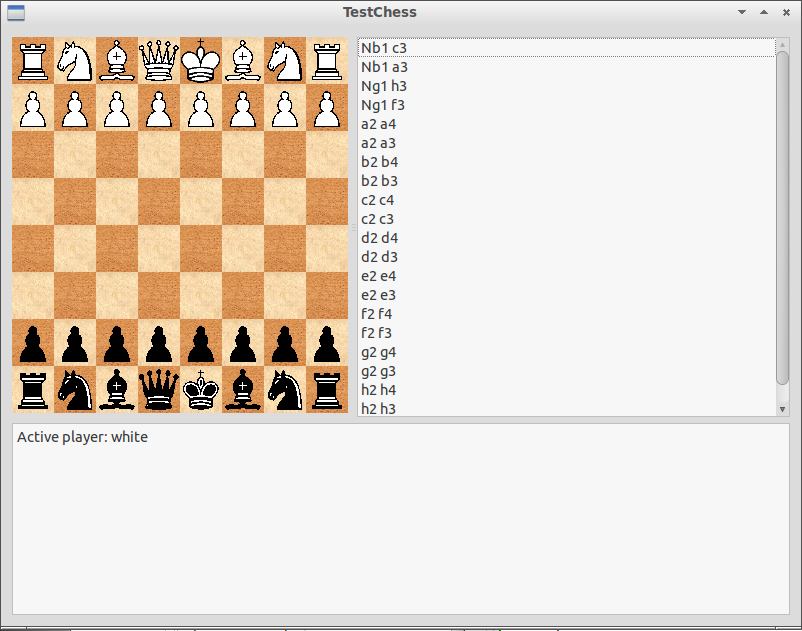 TestChess
Nb1 c3
Nb1 a3
Ng1 h3
Ng1 f3
a2 a4
a2 a3
b2 b4
b2 b3
c2 c4
c2 c3
d2 d4
d2 d3
e2 e4
e2 e3
f2 f4
f2 f3
g2 g4
g2 g3
h2 h4
h2 h3
Active player: white